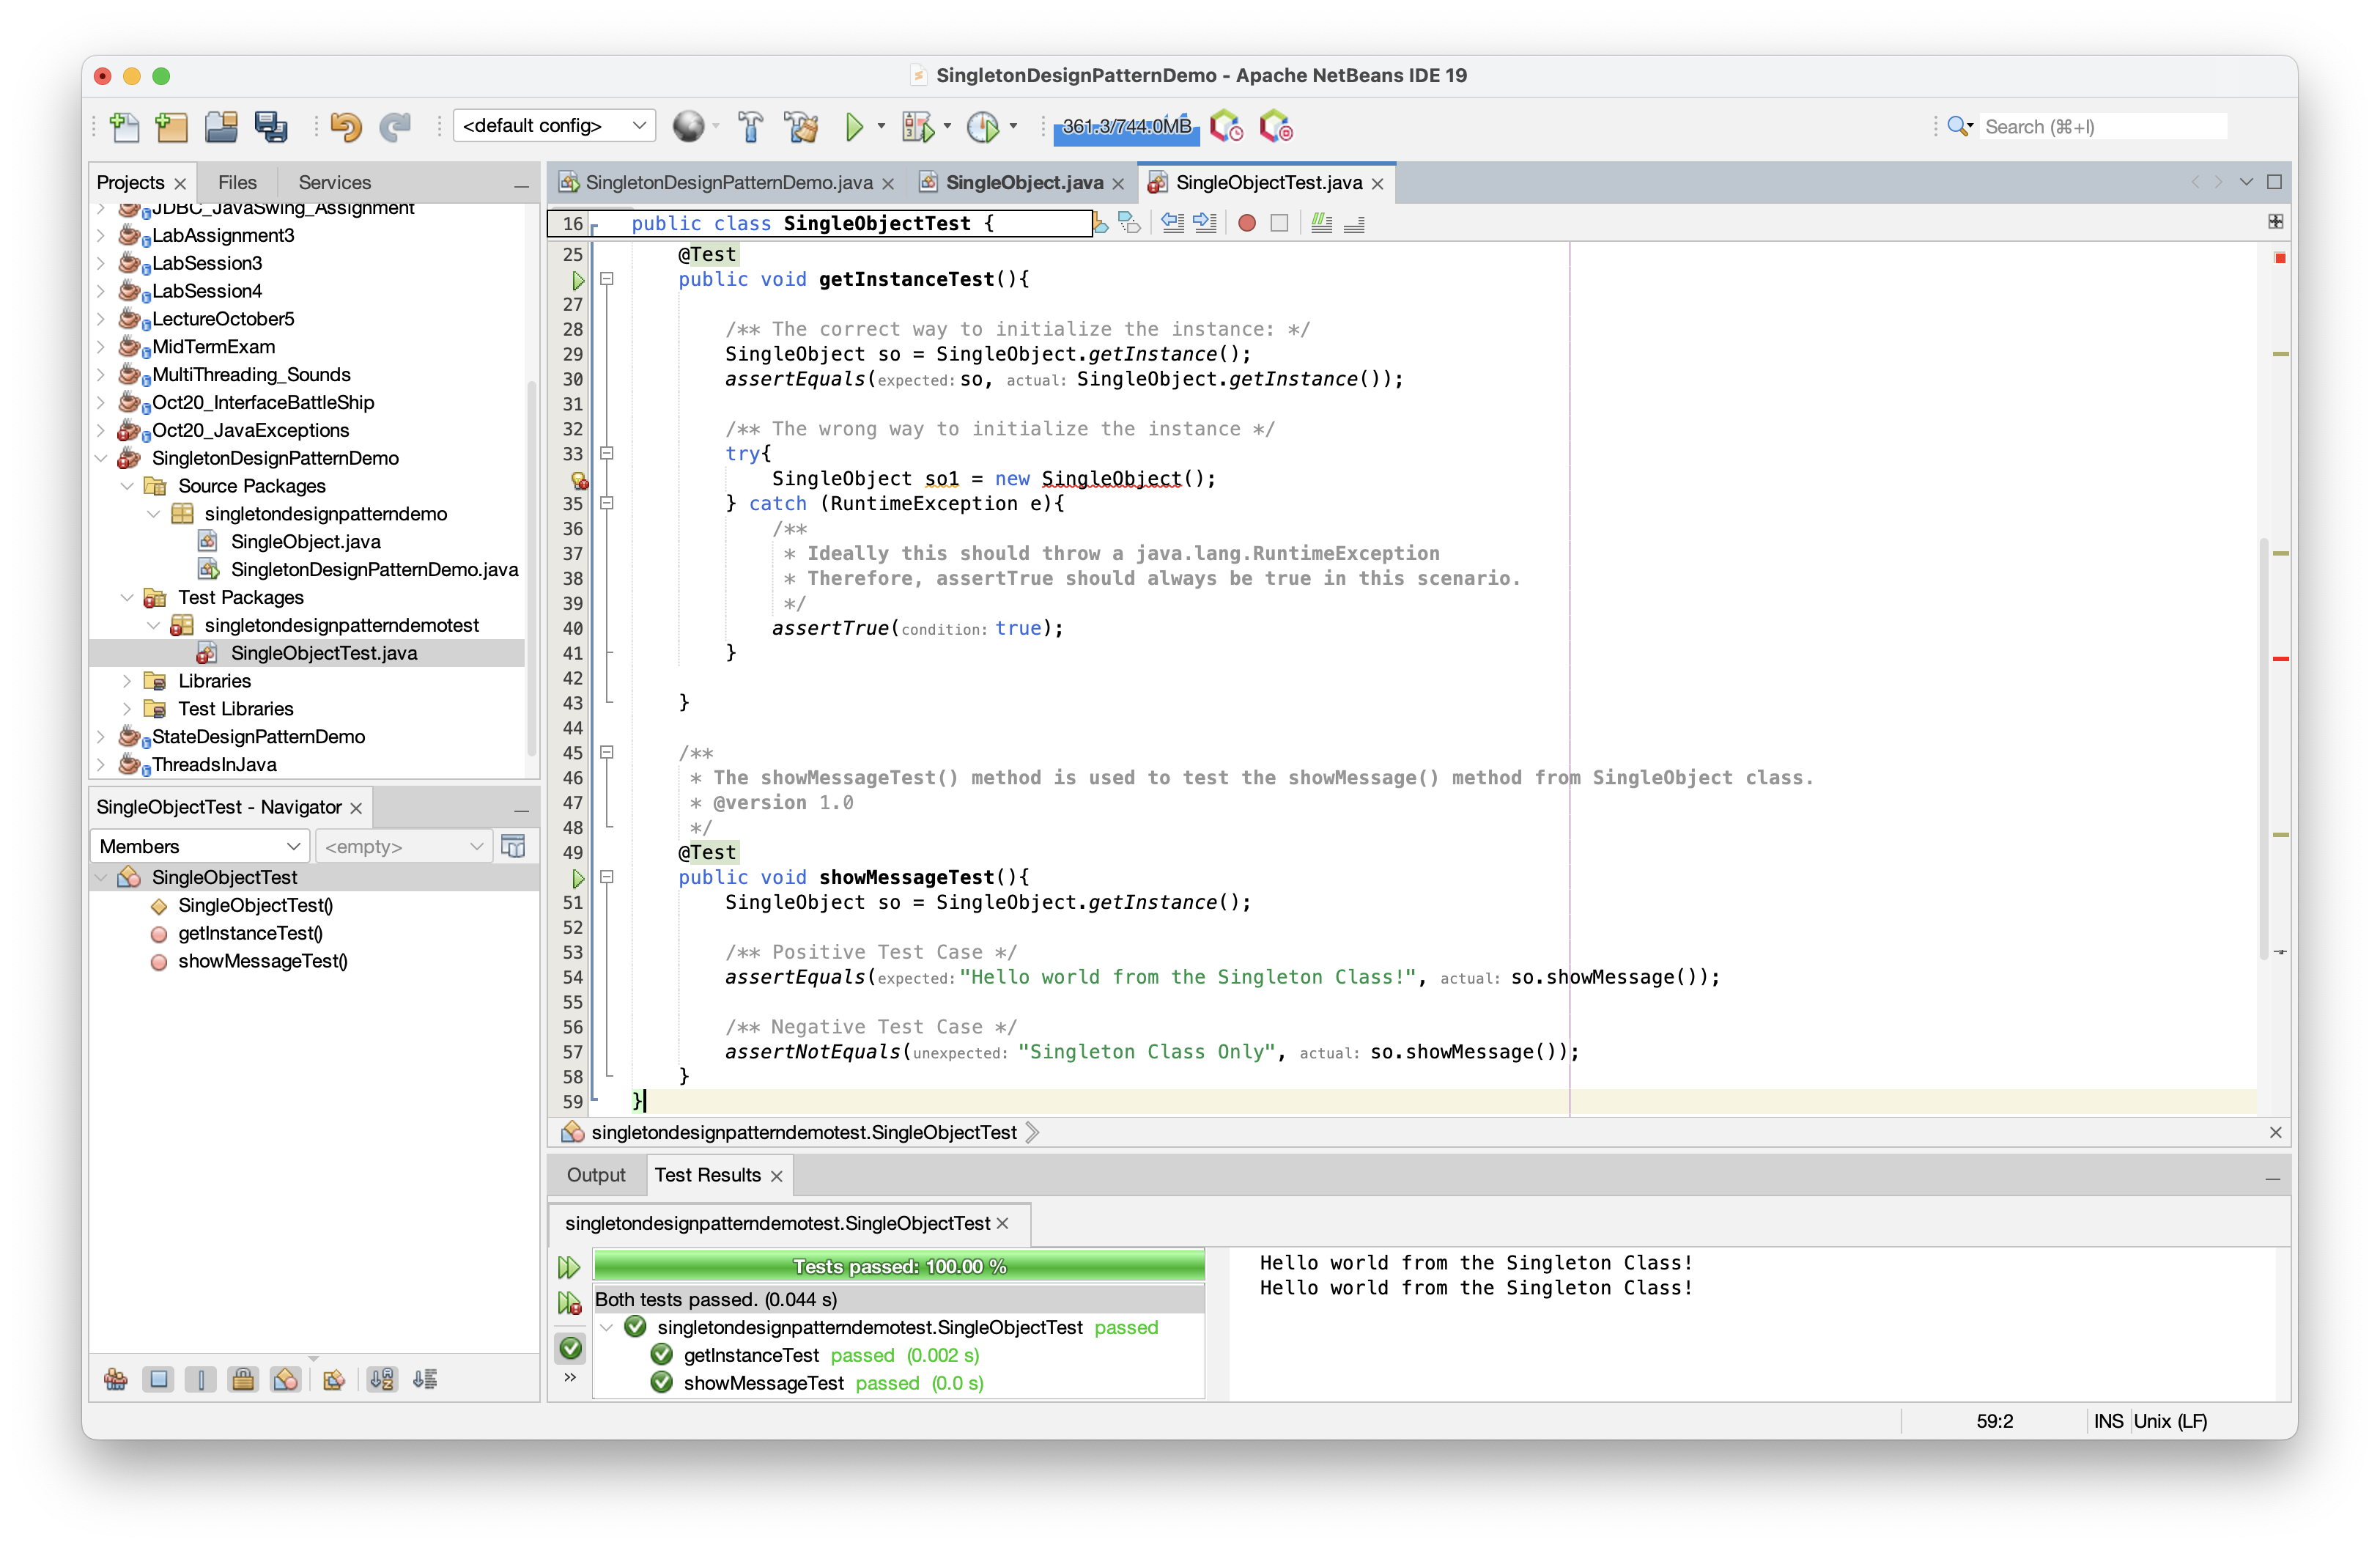 SingletonDesignPatternDemo - Apache NetBeans IDE 19
<default config>
361.3/744.0MB
Search (⌘+I)
Projects
Files
Services
JDBC_JavaSwing_Assignment
LabAssignment3
LabSession3
LabSession4
LectureOctober5
MidTermExam
MultiThreading_Sounds
Oct20_InterfaceBattleShip
Oct20_JavaExceptions
SingletonDesignPatternDemo
Source Packages
singletondesignpatterndemo
SingleObject.java
SingletonDesignPatternDemo.java
Test Packages
singletondesignpatterndemotest
SingleObjectTest.java
Libraries
Test Libraries
StateDesignPatternDemo
ThreadsInJava
SingleObjectTest - Navigator
Members
<empty>
SingleObjectTest
SingleObjectTest()
getInstanceTest()
showMessageTest()
SingletonDesignPatternDemo.java
SingleObject.java
SingleObjectTest.java
16 public class SingleObjectTest {
25 @Test
public void getInstanceTest(){
27
28 /** The correct way to initialize the instance: */
29 SingleObject so = SingleObject.getInstance();
30 assertEquals(expected: so, actual: SingleObject.getInstance());
31
32 /** The wrong way to initialize the instance */
33 try{
SingleObject so1 = new SingleObject();
35 } catch (RuntimeException e){
36 /**
37 * Ideally this should throw a java.lang.RuntimeException
38 * Therefore, assertTrue should always be true in this scenario.
39 */
40 assertTrue(condition: true);
41 }
42
43 }
44
45 /**
46 * The showMessageTest() method is used to test the showMessage() method from SingleObject class.
47 * @version 1.0
48 */
49 @Test
public void showMessageTest(){
51 SingleObject so = SingleObject.getInstance();
52
53 /** Positive Test Case */
54 assertEquals(expected: "Hello world from the Singleton Class!", actual: so.showMessage());
55
56 /** Negative Test Case */
57 assertNotEquals(unexpected: "Singleton Class Only", actual: so.showMessage());
58 }
59 }
singletondesignpatterndemotest.SingleObjectTest
Output
Test Results
singletondesignpatterndemotest.SingleObjectTest
Tests passed: 100.00 %
Both tests passed. (0.044 s)
singletondesignpatterndemotest.SingleObjectTest passed
getInstanceTest passed (0.002 s)
showMessageTest passed (0.0 s)
Hello world from the Singleton Class!
Hello world from the Singleton Class!
59:2
INS
Unix (LF)